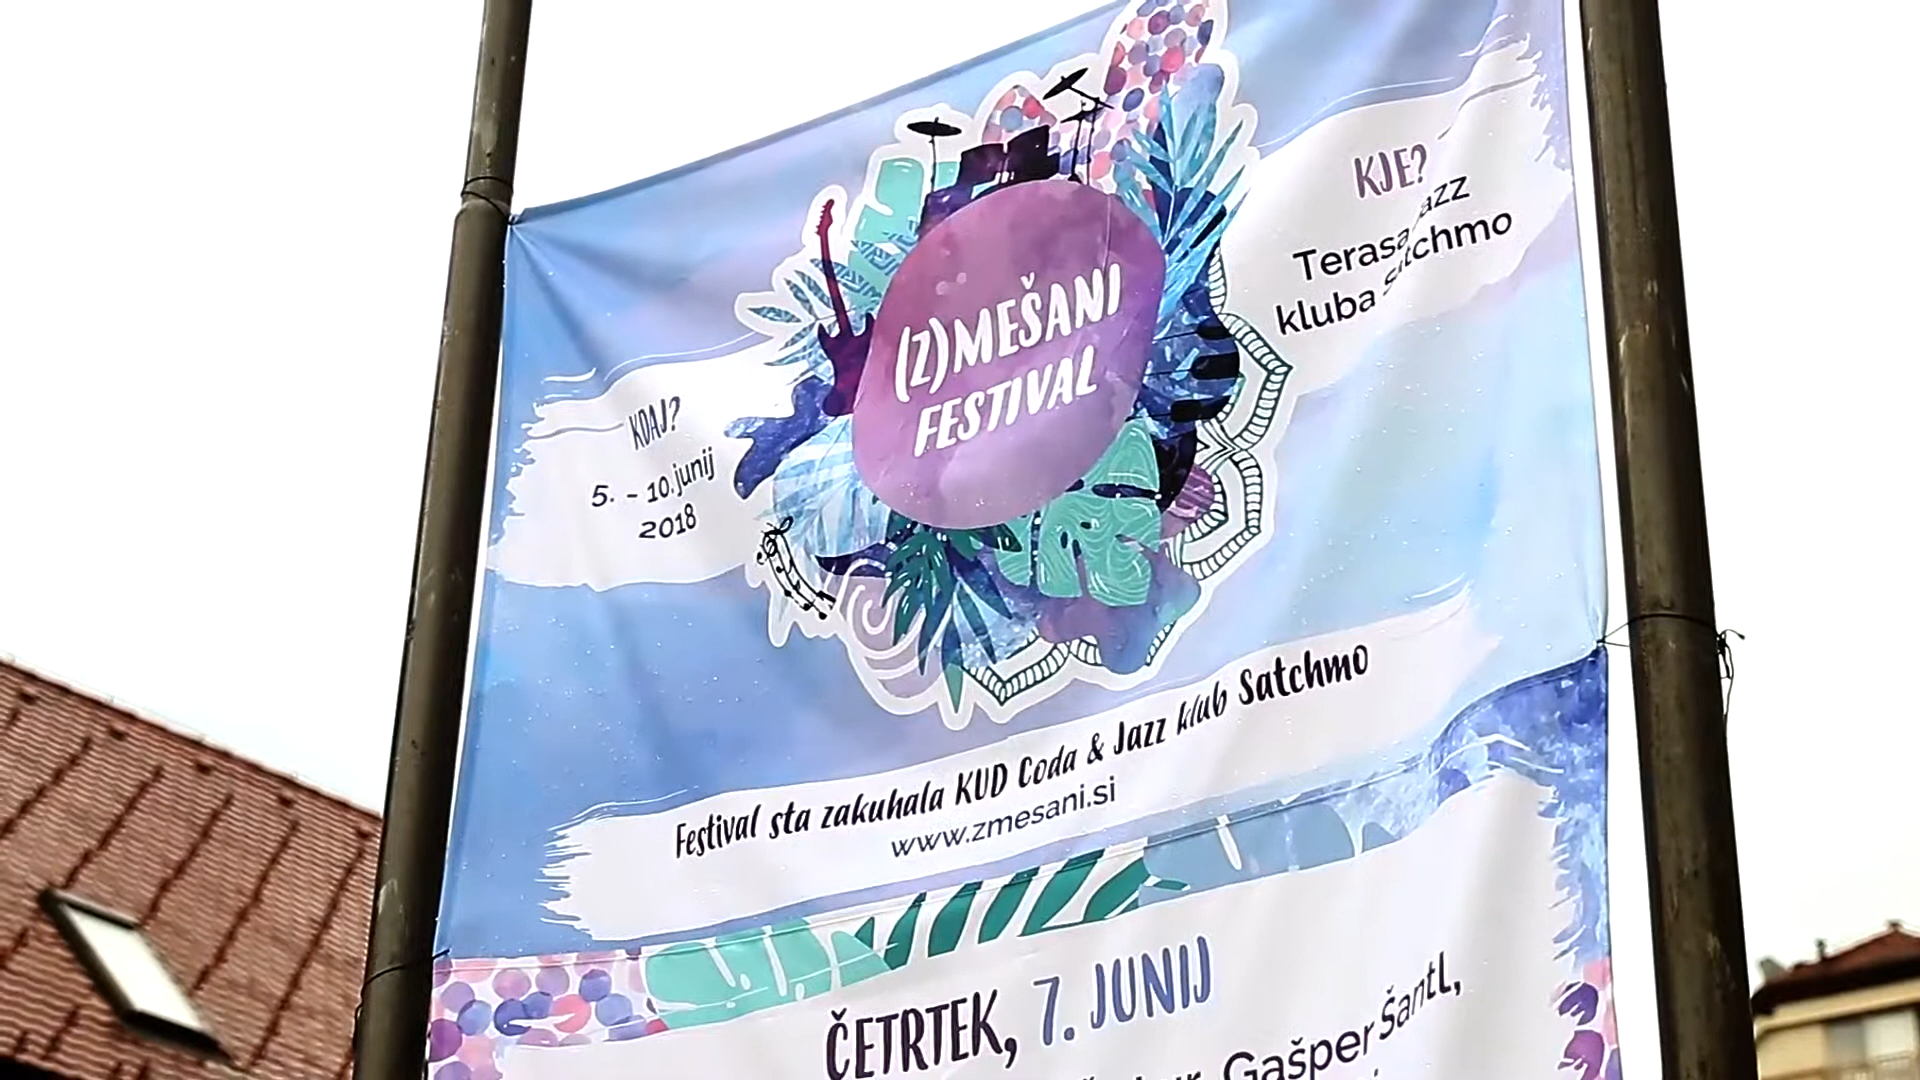 (Z)MEŠANI
FESTIVAL
KDAJ?
5. - 10. junij
2018
KJE?
Terasa Jazz
kluba Satchmo
Festival sta zakuhala KUD Coda & Jazz klub Satchmo
www.zmesani.si
ČETRTEK, 7. JUNIJ
Gašper Šantl,